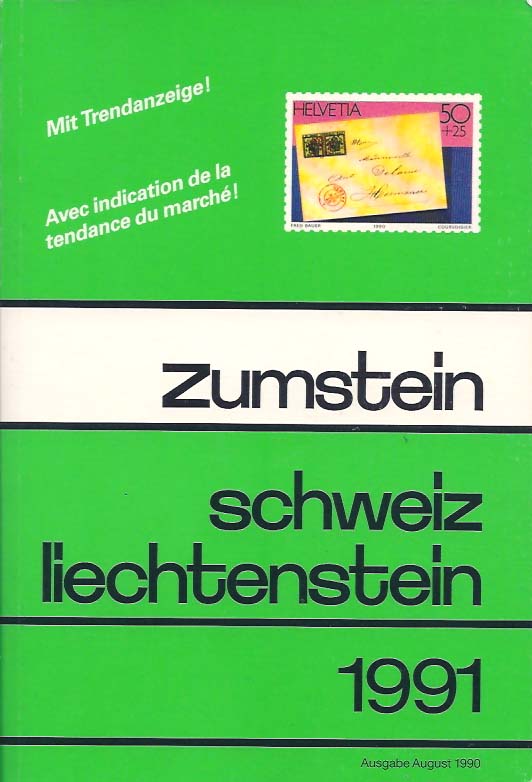 Mit Trendanzeige!
Avec indication de la
tendance du marché!
HELVETIA 50
+25
FRED BAUER 1990 COURVOISIER
zumstein
schweiz
liechtenstein
1991
Ausgabe August 1990